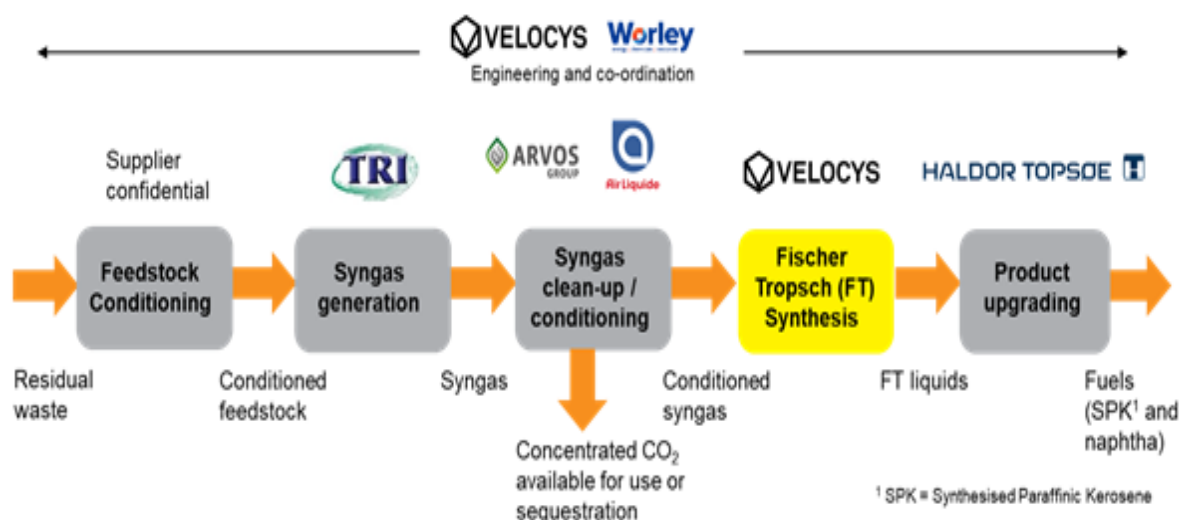 VELOCYS Worley
Engineering and co-ordination
Supplier
confidential
TRI
ARVOS
GROUP
Air Liquide
VELOCYS
HALDOR TOPSØE
Feedstock
Conditioning
Syngas
generation
Syngas
clean-up /
conditioning
Fischer
Tropsch (FT)
Synthesis
Product
upgrading
Residual
waste
Conditioned
feedstock
Syngas
Conditioned
syngas
FT liquids
Fuels
(SPK¹ and
naphtha)
Concentrated CO₂
available for use or
sequestration
¹ SPK = Synthesised Paraffinic Kerosene